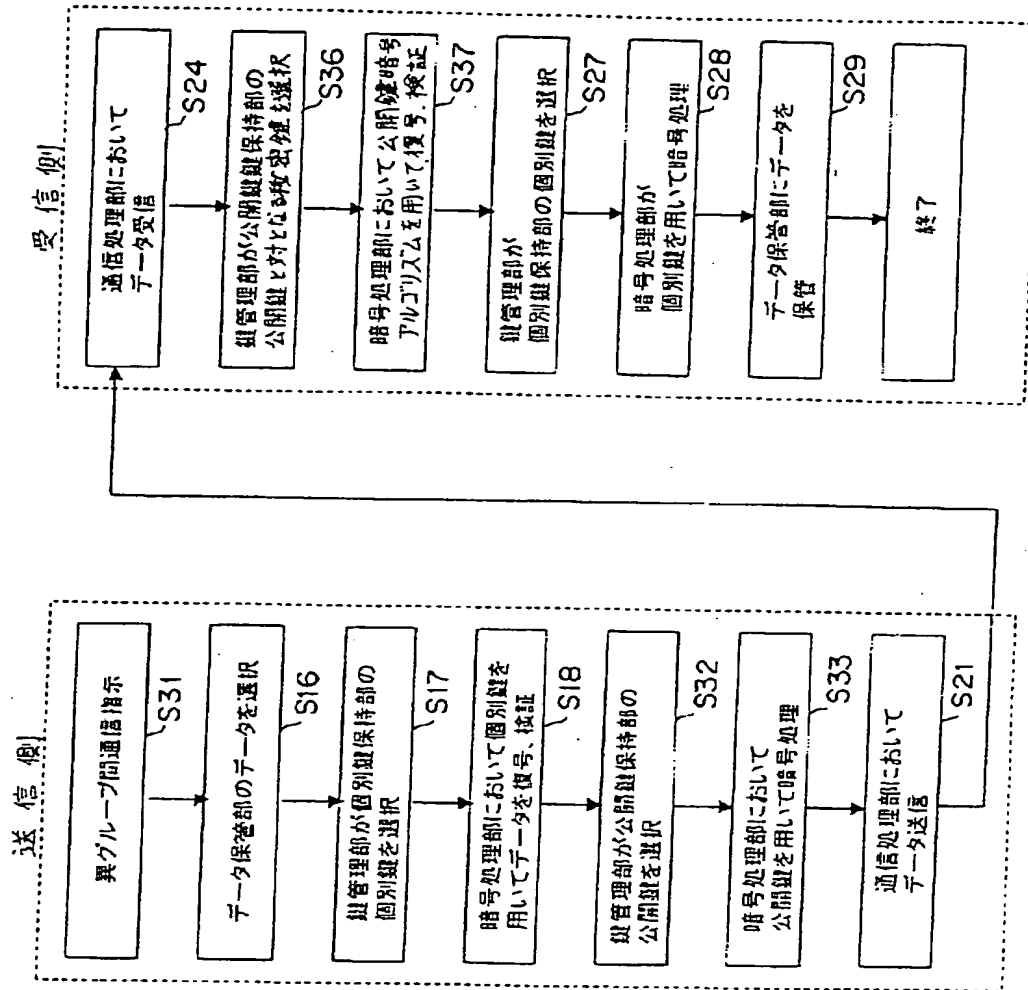 送信側
異グループ間通信指示
S31
データ保管部のデータを選択
S16
鍵管理部が個別鍵保持部の
個別鍵を選択
S17
暗号処理部において個別鍵を
用いてデータを復号、検証
S18
鍵管理部が公開鍵保持部の
公開鍵を選択
S32
暗号処理部において
公開鍵を用いて暗号処理
S33
通信処理部において
データ送信
S21
受信側
通信処理部において
データ受信
S24
鍵管理部が公開鍵鍵保持部の
公開鍵と対となる秘密鍵を選択
S36
暗号処理部において公開鍵暗号
アルゴリズムを用いて復号、検証
S37
鍵管理部が
個別鍵保持部の個別鍵を選択
S27
暗号処理部が
個別鍵を用いて暗号処理
S28
データ保管部にデータを
保管
S29
終了